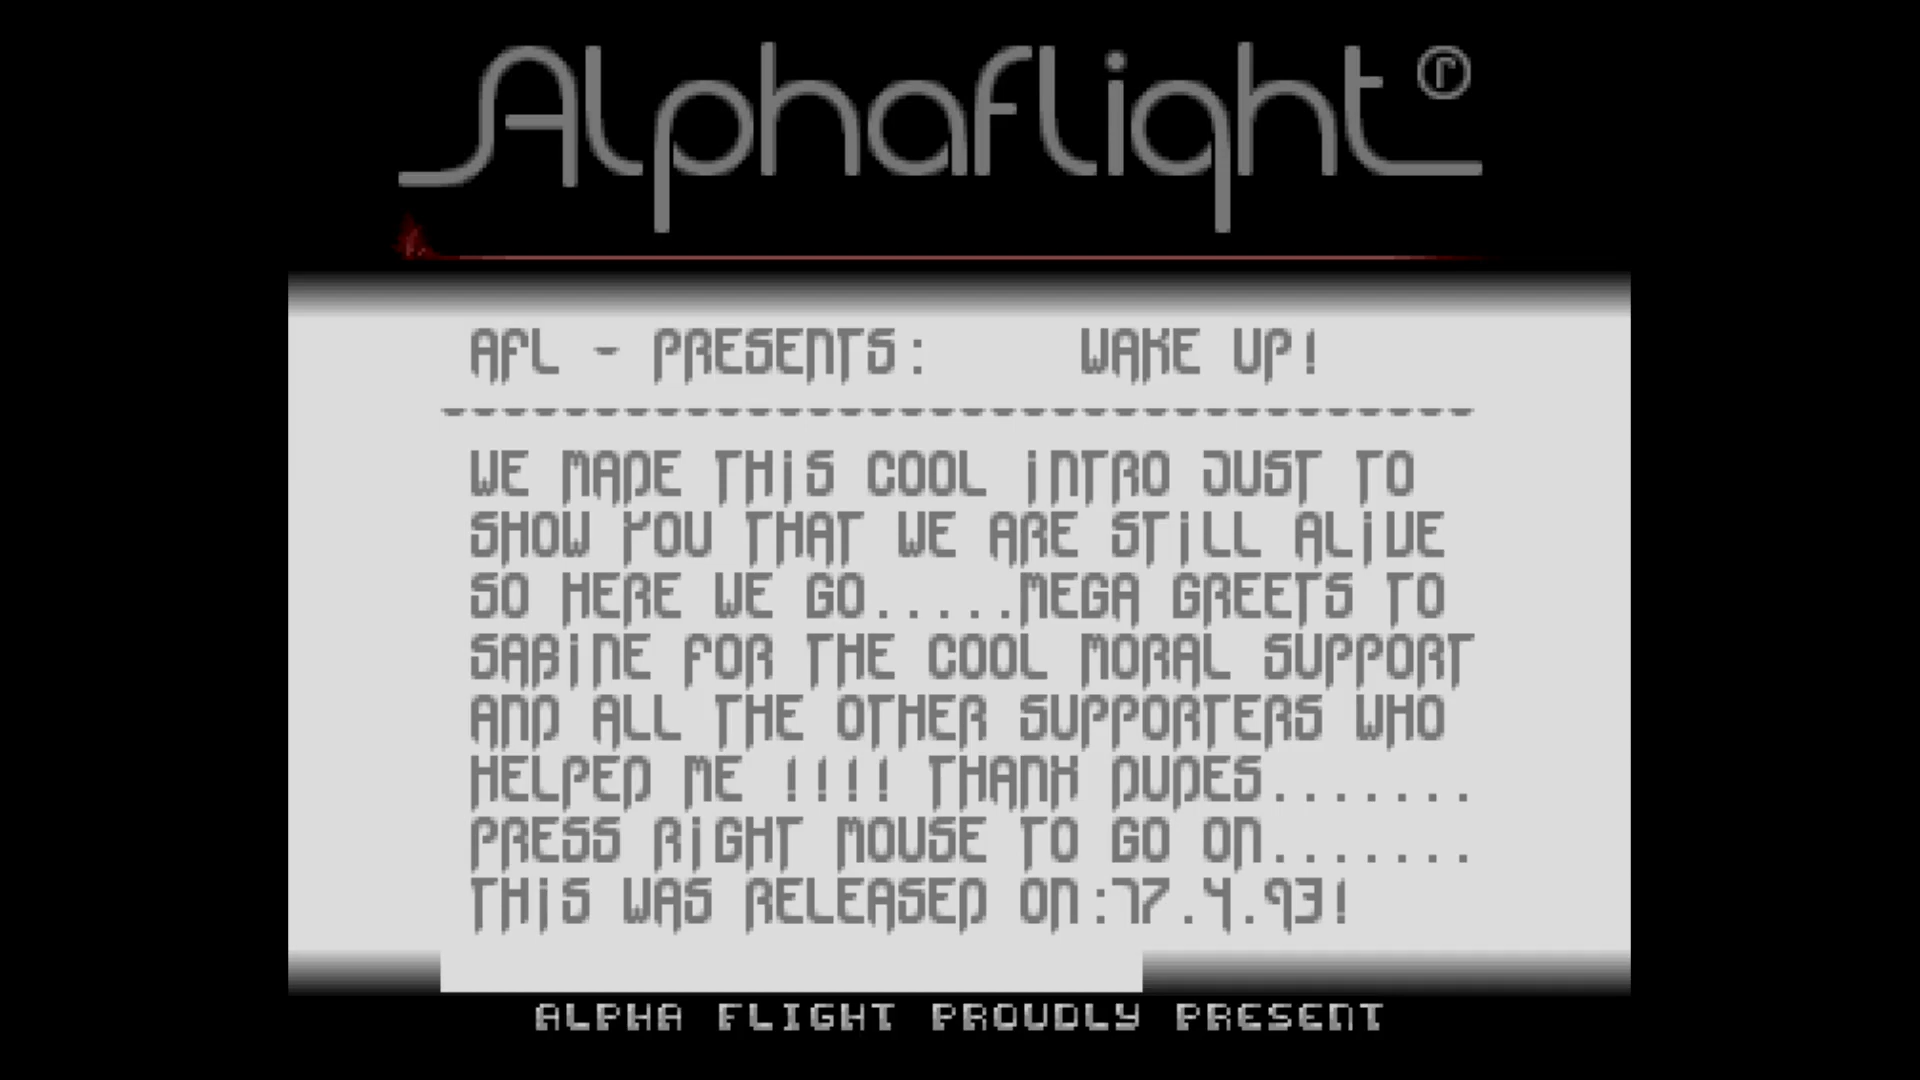 Alphaflight ®
AFL - PRESENTS:     WAKE UP!
----------------------------------
WE MADE THIS COOL INTRO JUST TO
SHOW YOU THAT WE ARE STILL ALIVE
SO HERE WE GO.....MEGA GREETS TO
SABINE FOR THE COOL MORAL SUPPORT
AND ALL THE OTHER SUPPORTERS WHO
HELPED ME !!!! THANK DUDES.......
PRESS RIGHT MOUSE TO GO ON.......
THIS WAS RELEASED ON:17.4.93!
ALPHA FLIGHT PROUDLY PRESENT